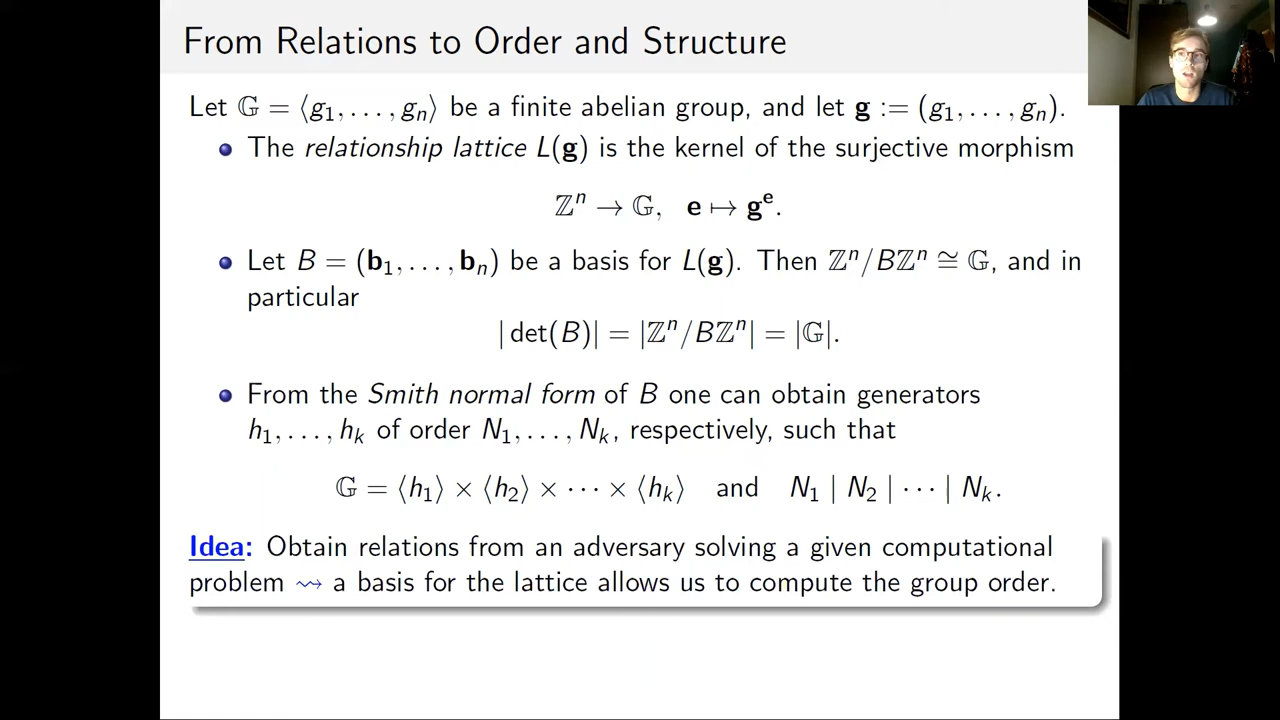 From Relations to Order and Structure
Let 𝔾 = ⟨g₁, . . . , gₙ⟩ be a finite abelian group, and let 𝐠 := (g₁, . . . , gₙ).
The relationship lattice L(𝐠) is the kernel of the surjective morphism
ℤⁿ → 𝔾, 𝐞 ↦ 𝐠^𝐞.
Let B = (𝐛₁, . . . , 𝐛ₙ) be a basis for L(𝐠). Then ℤⁿ/Bℤⁿ ≅ 𝔾, and in
particular
| det(B)| = |ℤⁿ/Bℤⁿ| = |𝔾|.
From the Smith normal form of B one can obtain generators
h₁, . . . , hₖ of order N₁, . . . , Nₖ, respectively, such that
𝔾 = ⟨h₁⟩ × ⟨h₂⟩ × · · · × ⟨hₖ⟩ and N₁ | N₂ | · · · | Nₖ.
Idea: Obtain relations from an adversary solving a given computational
problem ⇝ a basis for the lattice allows us to compute the group order.